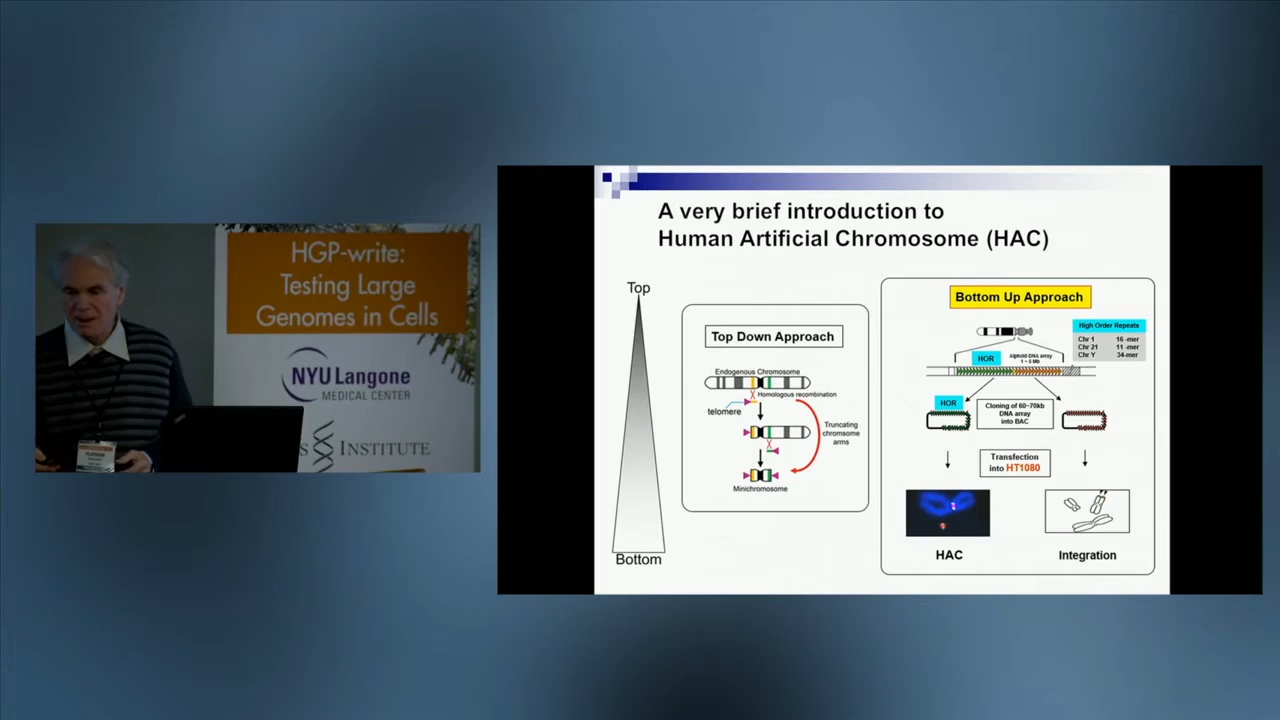 HGP-write:
Testing Large
Genomes in Cells
NYU Langone
MEDICAL CENTER
S INSTITUTE
A very brief introduction to
Human Artificial Chromosome (HAC)
Top
Bottom
Top Down Approach
Endogenous Chromosome
Homologous recombination
telomere
Truncating
chromsome
arms
Minichromosome
Bottom Up Approach
High Order Repeats
Chr 1 16 -mer
Chr 21 11 -mer
Chr Y 34-mer
HOR
Alphoid DNA array
1 ~ 5 Mb
HOR
Cloning of 60~70kb
DNA array
into BAC
Transfection
into HT1080
HAC
Integration